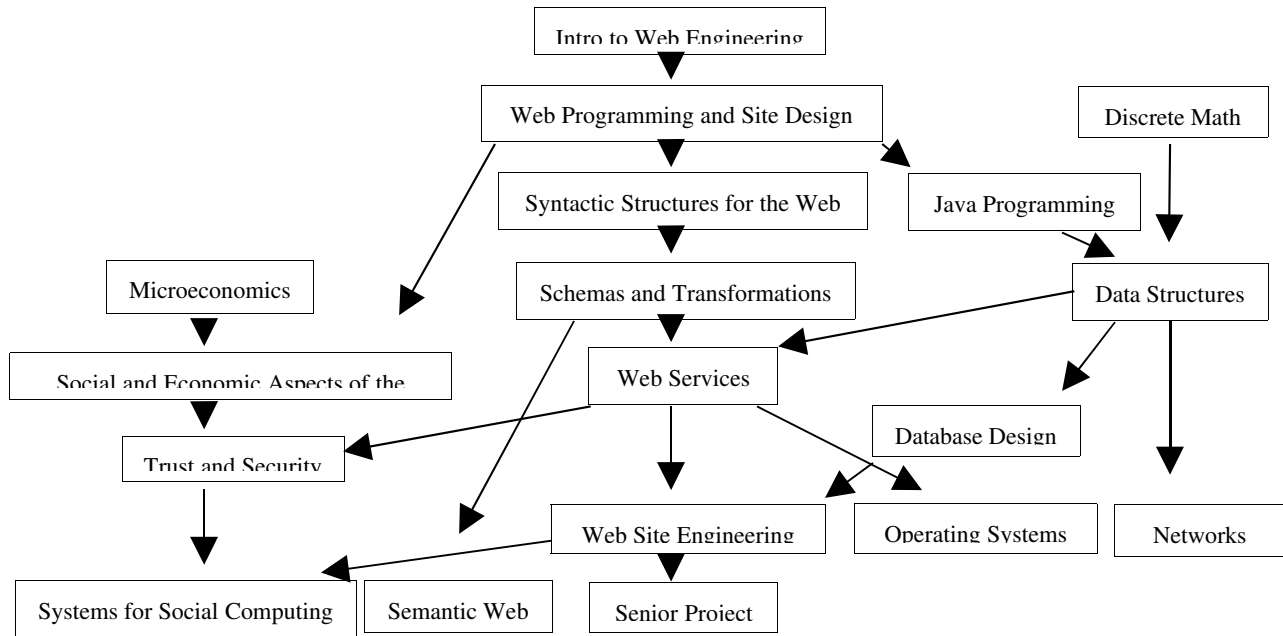 Intro to Web Engineering
Web Programming and Site Design
Discrete Math
Syntactic Structures for the Web
Java Programming
Microeconomics
Schemas and Transformations
Data Structures
Social and Economic Aspects of the
Web Services
Database Design
Trust and Security
Web Site Engineering
Operating Systems
Networks
Systems for Social Computing
Semantic Web
Senior Project